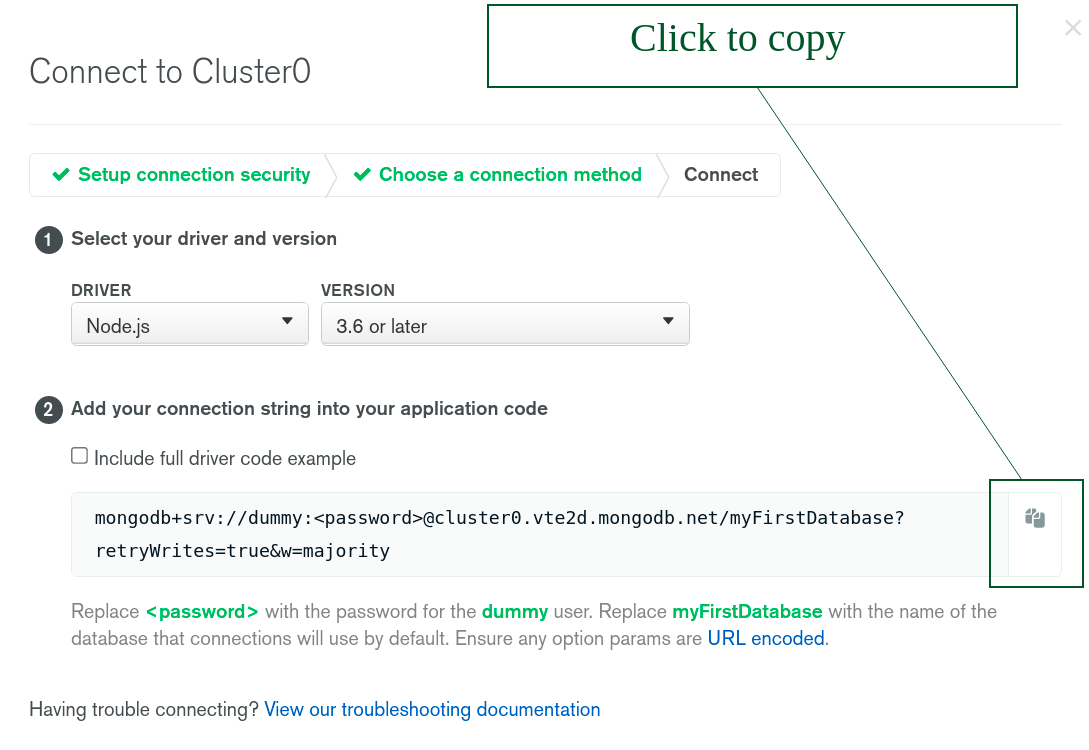 Click to copy
Connect to Cluster0
Setup connection security
Choose a connection method
Connect
1 Select your driver and version
DRIVER VERSION
Node.js 3.6 or later
2 Add your connection string into your application code
Include full driver code example
mongodb+srv://dummy:<password>@cluster0.vte2d.mongodb.net/myFirstDatabase?
retryWrites=true&w=majority
Replace <password> with the password for the dummy user. Replace myFirstDatabase with the name of the
database that connections will use by default. Ensure any option params are URL encoded.
Having trouble connecting? View our troubleshooting documentation